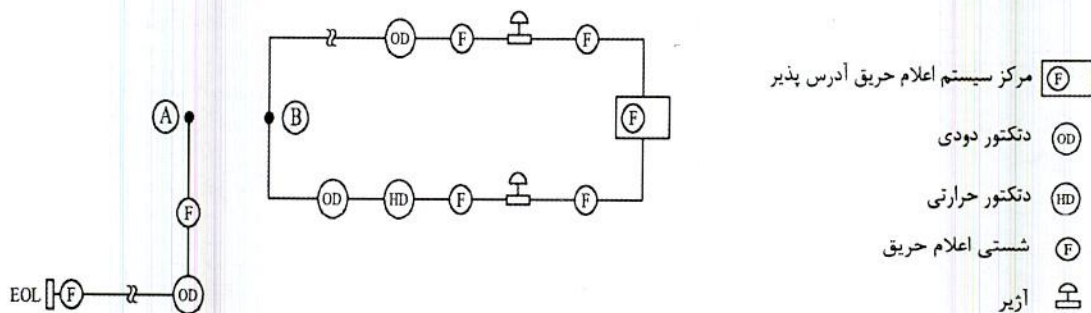 OD F F
A B F
F OD HD F F
EOL F OD
F مرکز سیستم اعلام حریق آدرس پذیر
OD دتکتور دودی
HD دتکتور حرارتی
F شستی اعلام حریق
آژیر